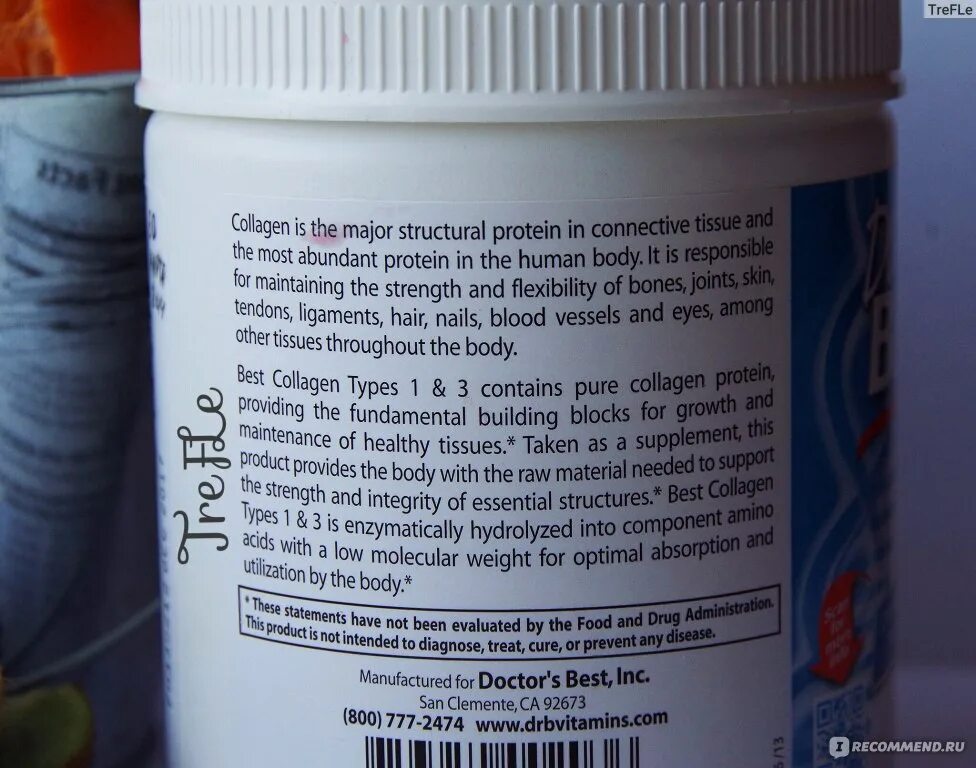 TreFLe
Collagen is the major structural protein in connective tissue and
the most abundant protein in the human body. It is responsible
for maintaining the strength and flexibility of bones, joints, skin,
tendons, ligaments, hair, nails, blood vessels and eyes, among
other tissues throughout the body.
Best Collagen Types 1 & 3 contains pure collagen protein,
providing the fundamental building blocks for growth and
maintenance of healthy tissues.* Taken as a supplement, this
product provides the body with the raw material needed to support
the strength and integrity of essential structures.* Best Collagen
Types 1 & 3 is enzymatically hydrolyzed into component amino
acids with a low molecular weight for optimal absorption and
utilization by the body.*
TreFLe
* These statements have not been evaluated by the Food and Drug Administration.
This product is not intended to diagnose, treat, cure, or prevent any disease.
Manufactured for Doctor's Best, Inc.
San Clemente, CA 92673
(800) 777-2474 www.drbvitamins.com
Scan
for
more
info
IRECOMMEND.RU